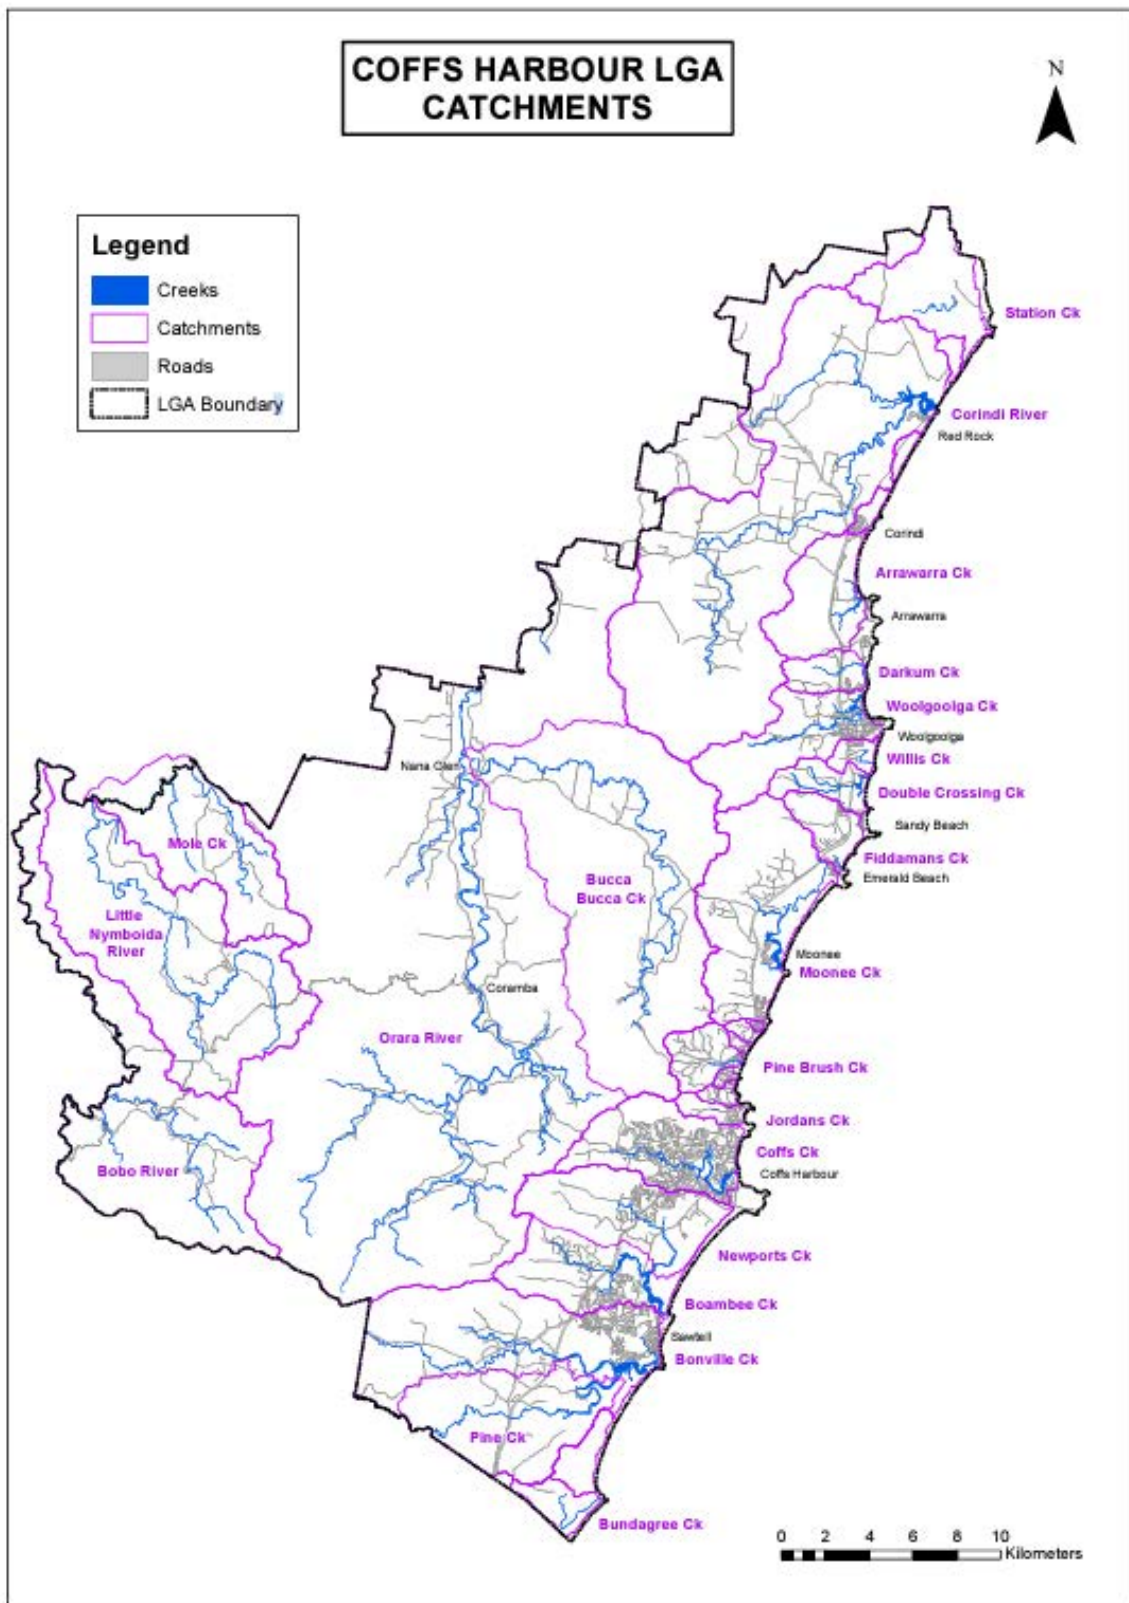 COFFS HARBOUR LGA
CATCHMENTS
N
Legend
Creeks
Catchments
Roads
LGA Boundary
Station Ck
Corindi River
Red Rock
Corindi
Arrawarra Ck
Arrawarra
Darkum Ck
Woolgoolga Ck
Woolgoolga
Willis Ck
Nana Glen
Double Crossing Ck
Sandy Beach
Mole Ck
Fiddamans Ck
Emerald Beach
Bucca
Bucca Ck
Little
Nymboida
River
Moonee
Moonee Ck
Coramba
Orara River
Pine Brush Ck
Jordans Ck
Coffs Ck
Coffs Harbour
Bobo River
Newports Ck
Boambee Ck
Sawtell
Bonville Ck
Pine Ck
Bundagree Ck
0 2 4 6 8 10
Kilometers